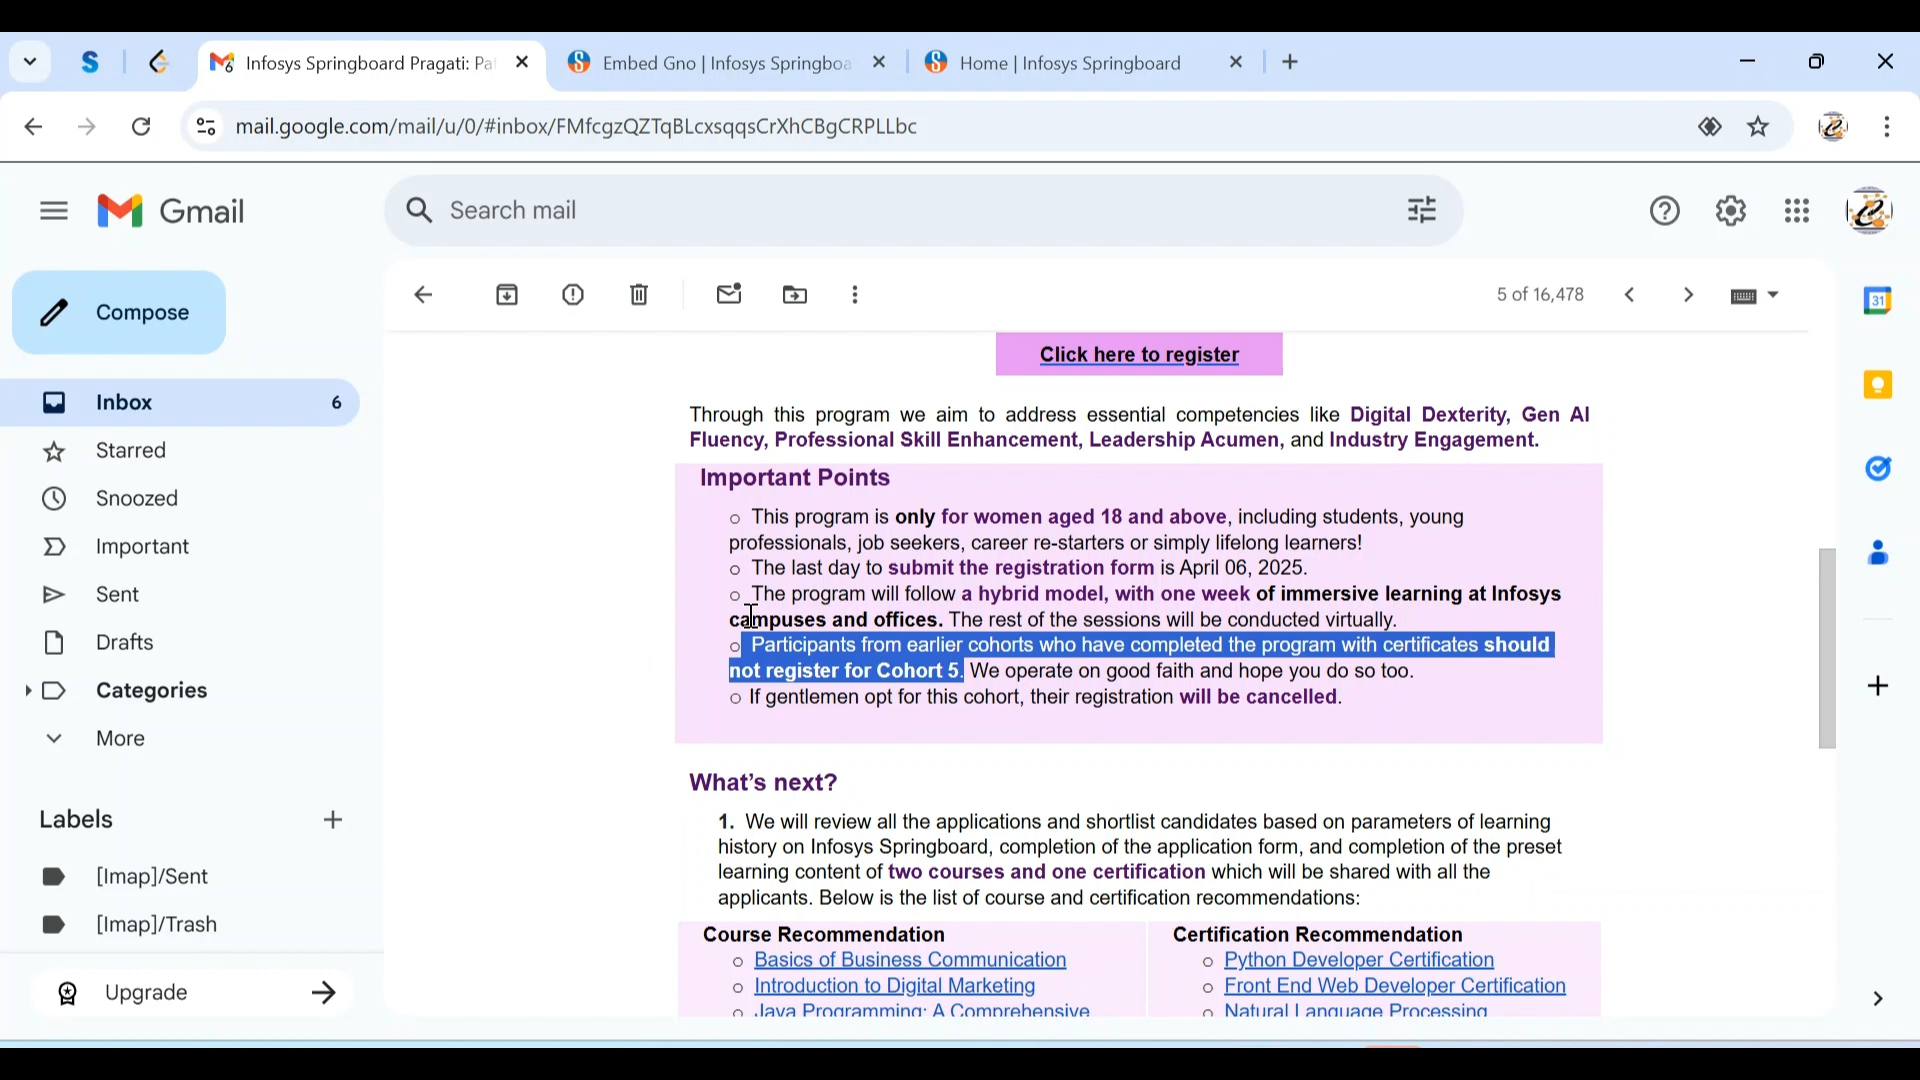 Infosys Springboard Pragati: Pa
Embed Gno | Infosys Springboa
Home | Infosys Springboard
mail.google.com/mail/u/0/#inbox/FMfcgzQZTqBLcxsqqsCrXhCBgCRPLLbc
Gmail
Search mail
Compose
5 of 16,478
Inbox 6
Starred
Snoozed
Important
Sent
Drafts
Categories
More
Labels
[Imap]/Sent
[Imap]/Trash
Upgrade
Click here to register
Through this program we aim to address essential competencies like Digital Dexterity, Gen AI
Fluency, Professional Skill Enhancement, Leadership Acumen, and Industry Engagement.
Important Points
○ This program is only for women aged 18 and above, including students, young
professionals, job seekers, career re-starters or simply lifelong learners!
○ The last day to submit the registration form is April 06, 2025.
○ The program will follow a hybrid model, with one week of immersive learning at Infosys
campuses and offices. The rest of the sessions will be conducted virtually.
○ Participants from earlier cohorts who have completed the program with certificates should
not register for Cohort 5. We operate on good faith and hope you do so too.
○ If gentlemen opt for this cohort, their registration will be cancelled.
What's next?
1. We will review all the applications and shortlist candidates based on parameters of learning
history on Infosys Springboard, completion of the application form, and completion of the preset
learning content of two courses and one certification which will be shared with all the
applicants. Below is the list of course and certification recommendations:
Course Recommendation
○ Basics of Business Communication
○ Introduction to Digital Marketing
○ Java Programming: A Comprehensive
Certification Recommendation
○ Python Developer Certification
○ Front End Web Developer Certification
○ Natural Language Processing
31